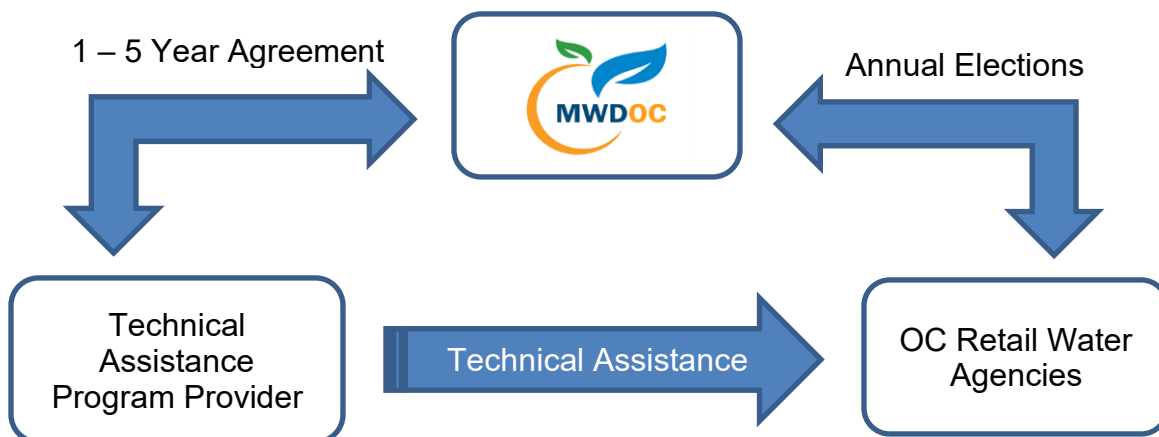 1 – 5 Year Agreement
MWDOC
Annual Elections
Technical
Assistance
Program Provider
Technical Assistance
OC Retail Water
Agencies